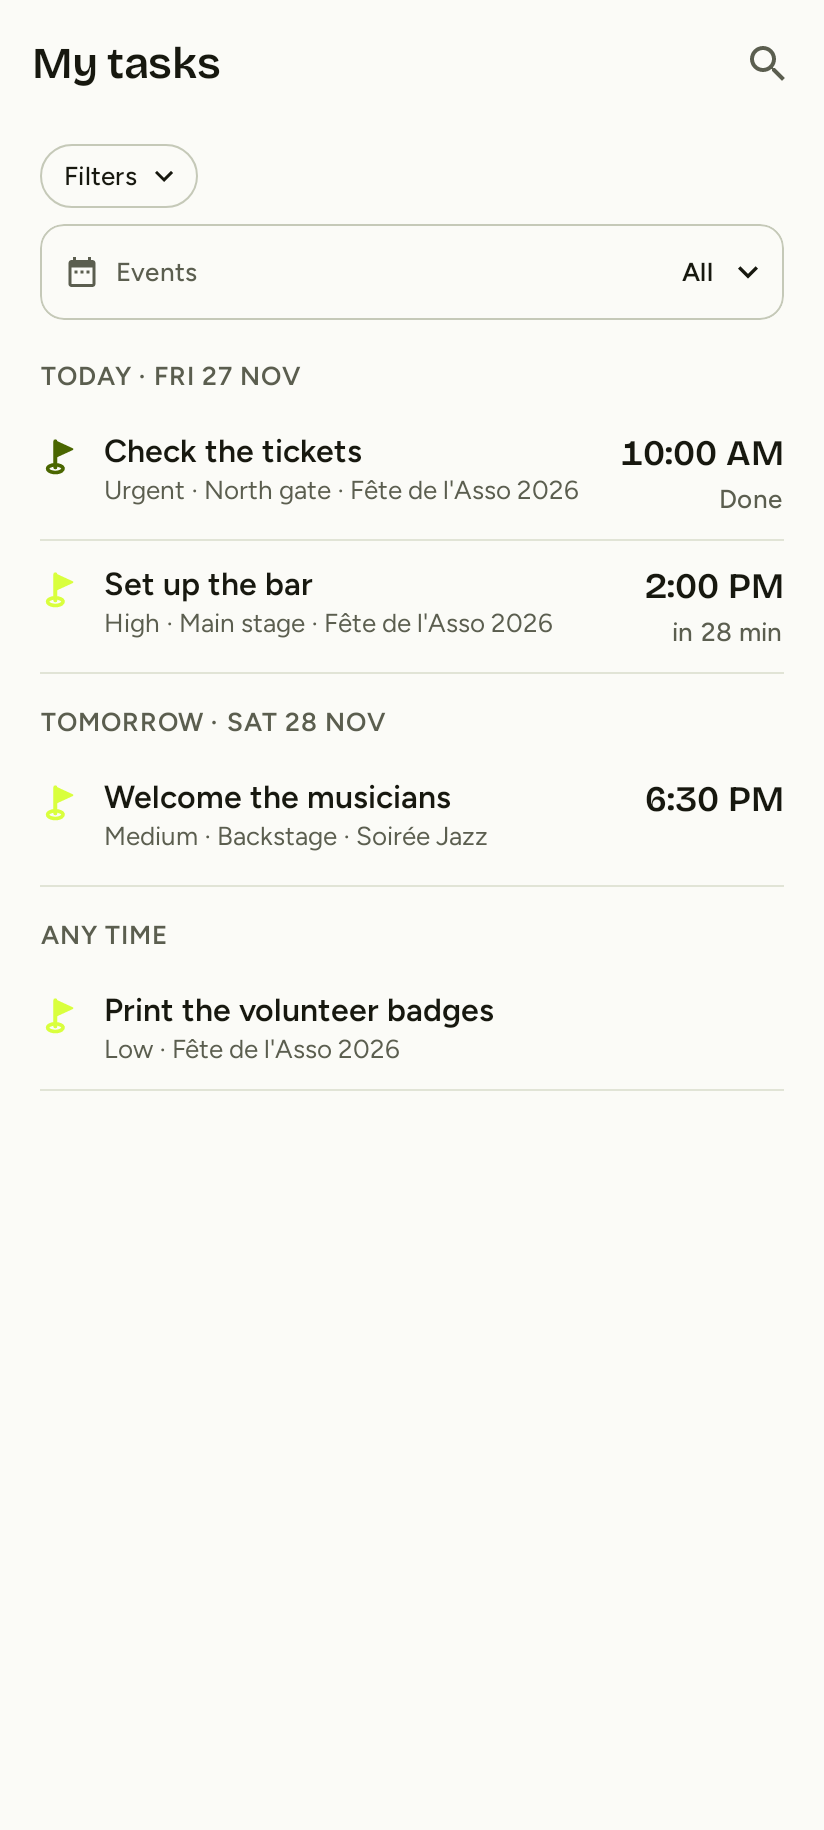 My tasks
Filters
Events All
TODAY · FRI 27 NOV
Check the tickets 10:00 AM
Urgent · North gate · Fête de l'Asso 2026 Done
Set up the bar 2:00 PM
High · Main stage · Fête de l'Asso 2026 in 28 min
TOMORROW · SAT 28 NOV
Welcome the musicians 6:30 PM
Medium · Backstage · Soirée Jazz
ANY TIME
Print the volunteer badges
Low · Fête de l'Asso 2026